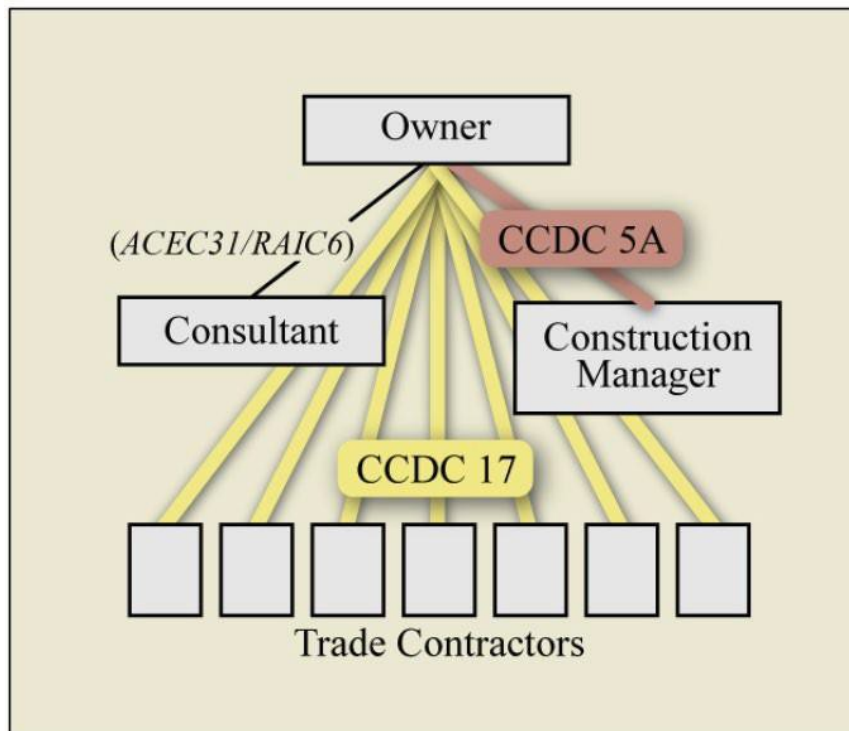 Owner
(ACEC31/RAIC6)
CCDC 5A
Consultant
Construction
Manager
CCDC 17
Trade Contractors